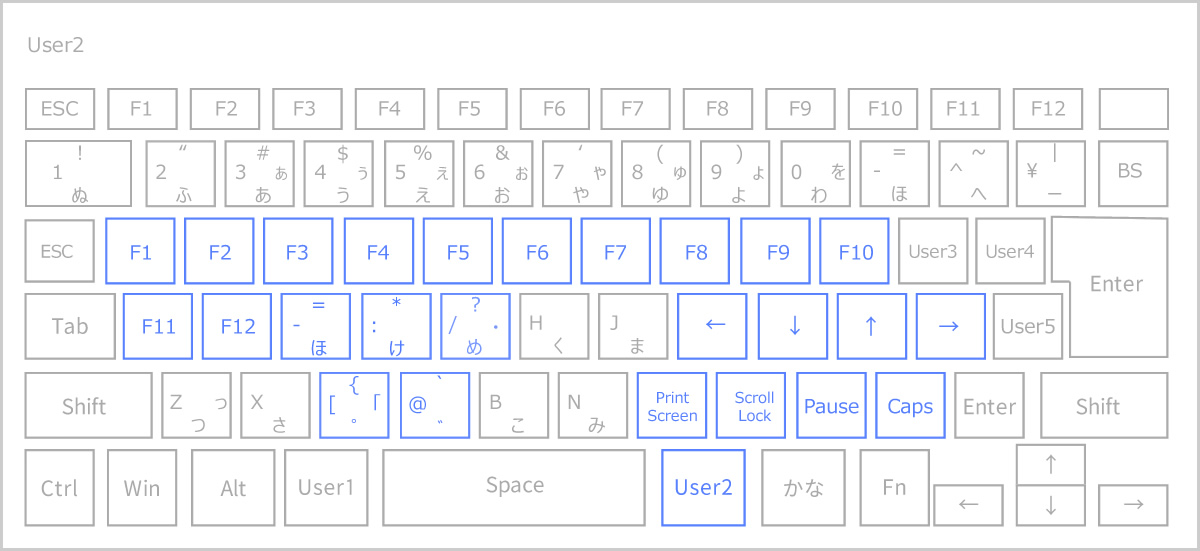 User2
ESC F1 F2 F3 F4 F5 F6 F7 F8 F9 F10 F11 F12
! “ # $ % & ‘ ( ) = ~ |
1 2 3 ぁ 4 ぅ 5 ぇ 6 ぉ 7 ゃ 8 ゅ 9 ょ 0 を - ^ ¥ BS
ぬ ふ あ う え お や ゆ よ わ ほ へ ー
ESC F1 F2 F3 F4 F5 F6 F7 F8 F9 F10 User3 User4 Enter
= * ?
Tab F11 F12 - : / ・ H J ← ↓ ↑ → User5
ほ け め く ま
{ `
Shift Z っ X [ 「 @ B N Print Screen Scroll Lock Pause Caps Enter Shift
つ さ ゜ ゛ こ み
Ctrl Win Alt User1 Space User2 かな Fn ← ↑ ↓ →